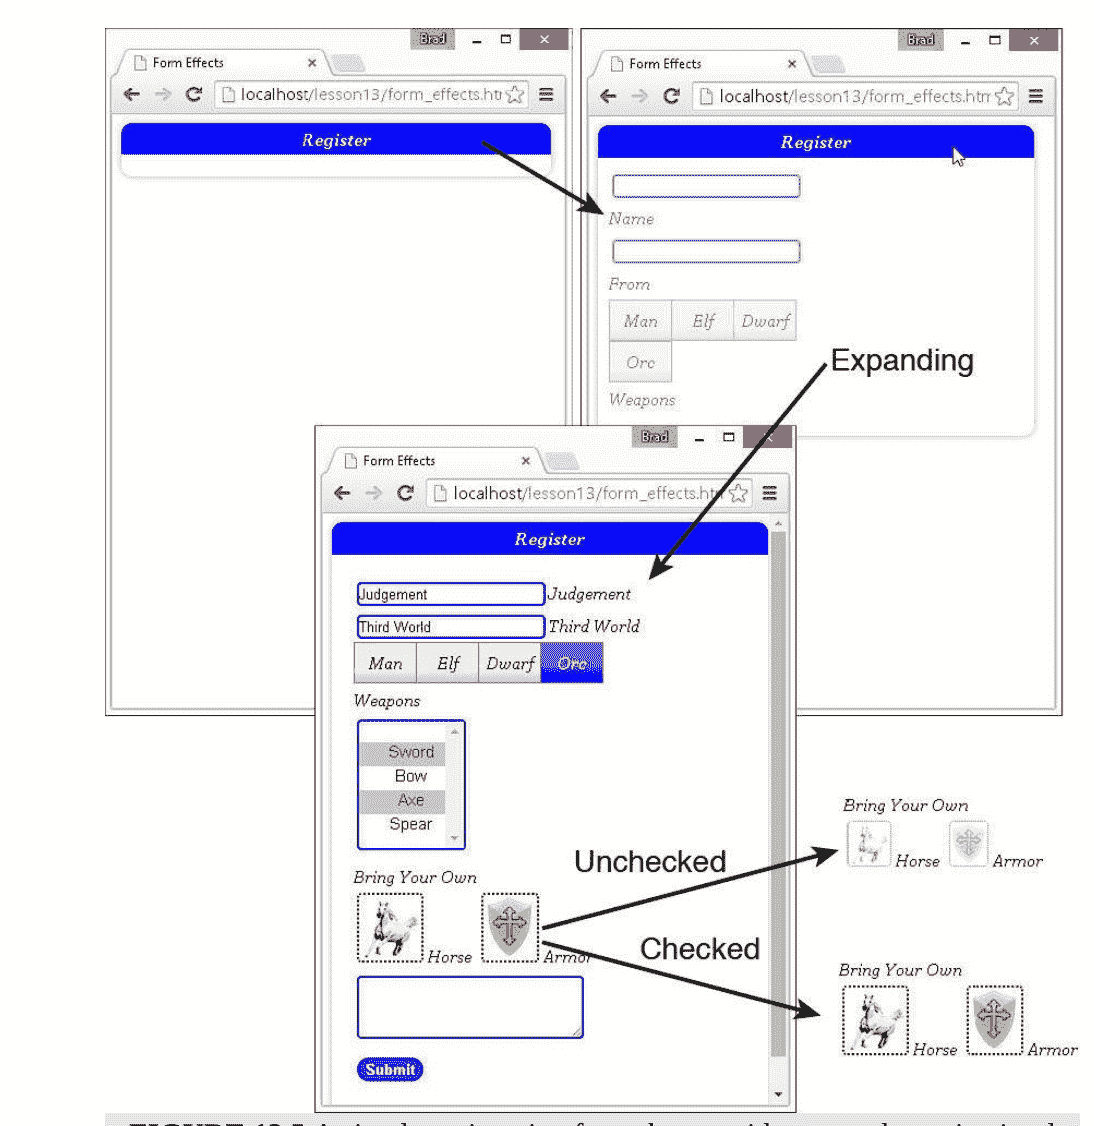 Brad
Form Effects
localhost/lesson13/form_effects.ht
Register
Brad
Form Effects
localhost/lesson13/form_effects.htm
Register
Name
From
Man Elf Dwarf
Orc
Weapons
Expanding
Brad
Form Effects
localhost/lesson13/form_effects.ht
Register
Judgement Judgement
Third World Third World
Man Elf Dwarf Orc
Weapons
Sword
Bow
Axe
Spear
Bring Your Own
Horse Armor
Submit
Unchecked
Checked
Bring Your Own
Horse Armor
Bring Your Own
Horse Armor